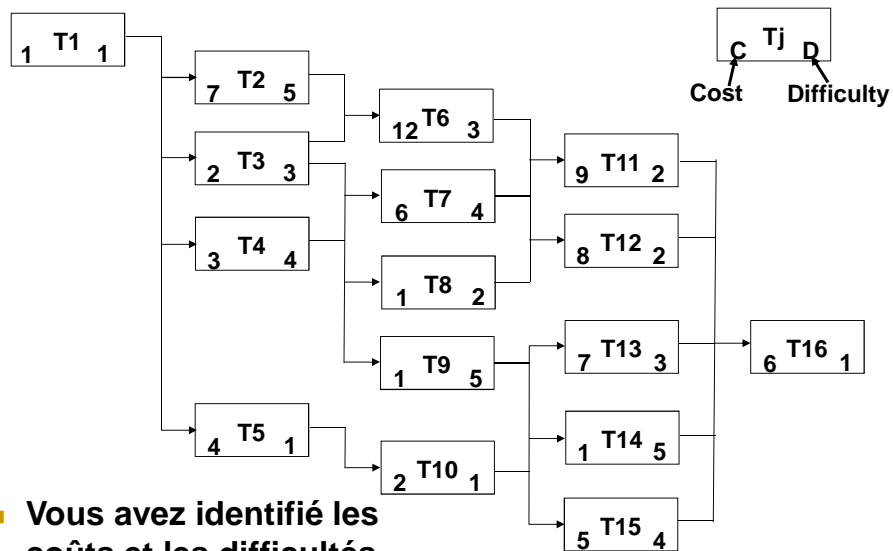 T1
1 1
Tj
C D
Cost Difficulty
T2
7 5
T6
12 3
T3
2 3
T11
9 2
T7
6 4
T4
3 4
T12
8 2
T8
1 2
T13
7 3
T16
6 1
T9
1 5
T5
4 1
T14
1 5
T10
2 1
T15
5 4
Vous avez identifié les
coûts et les difficultés